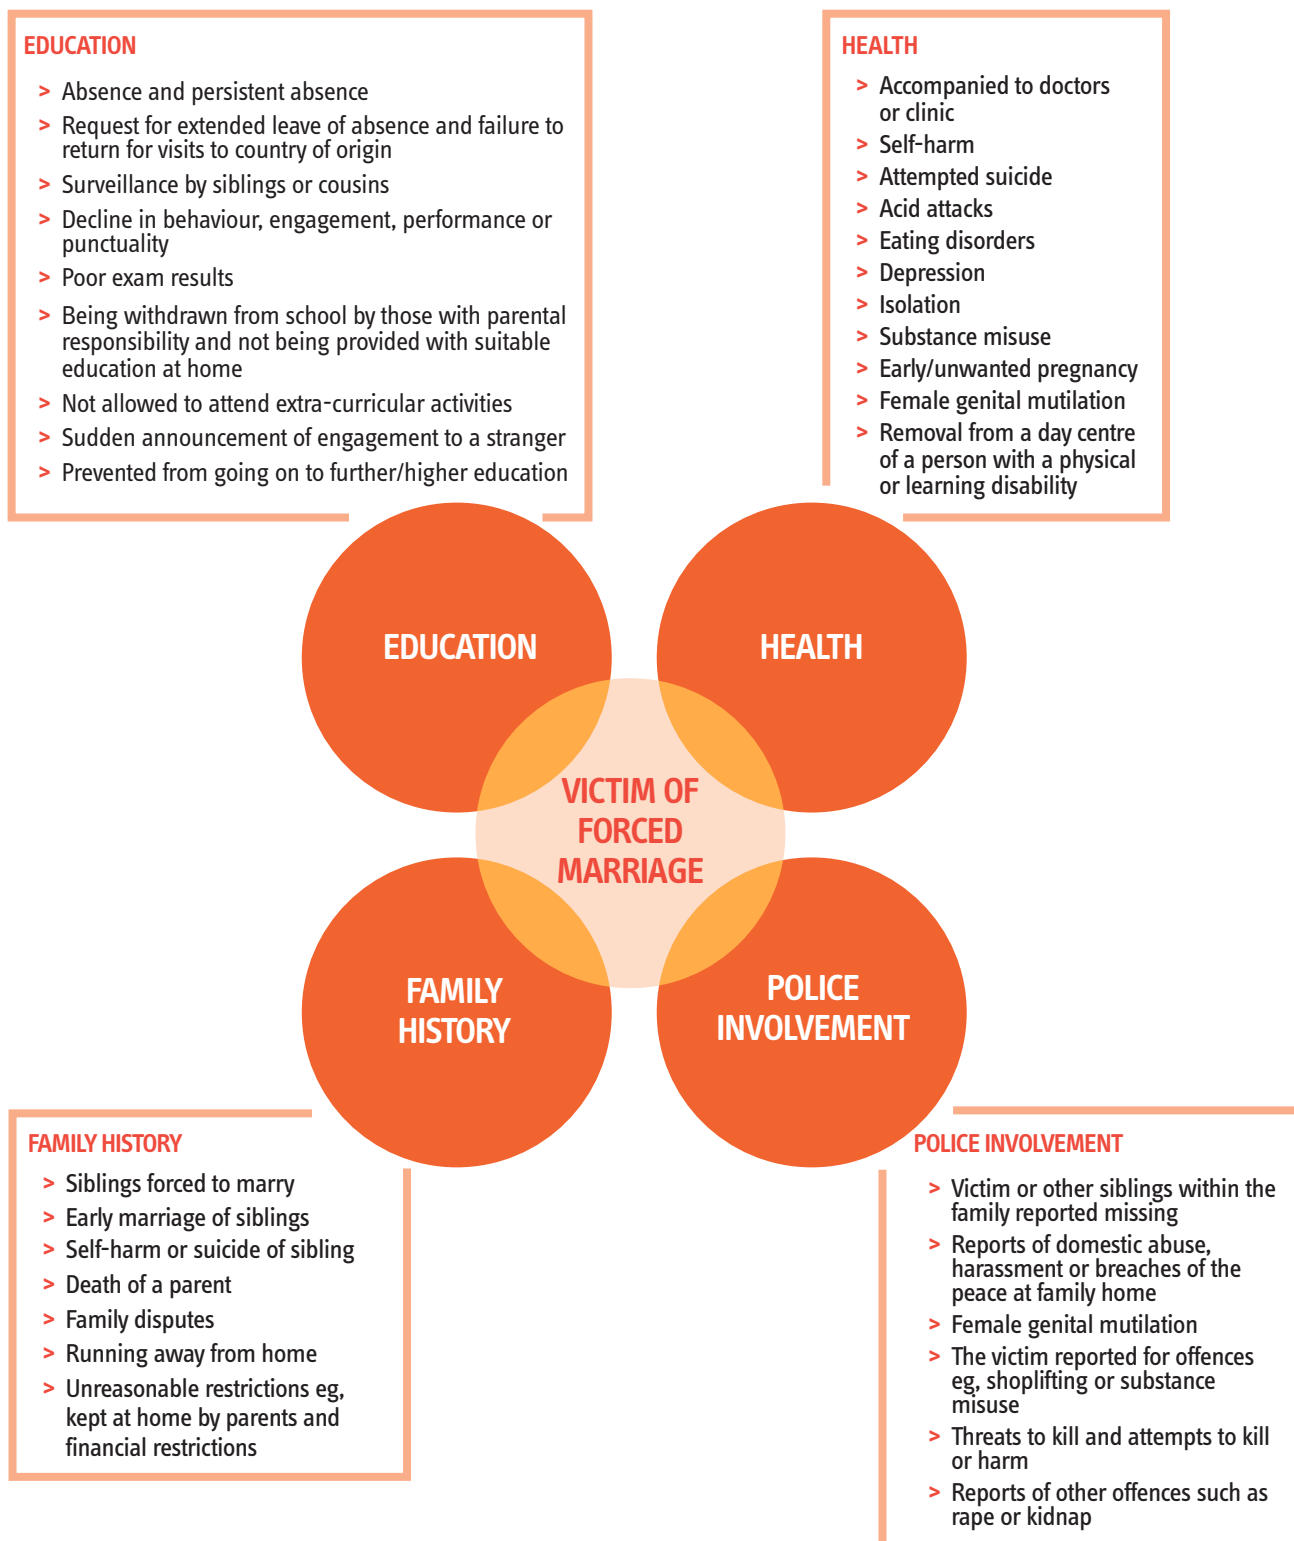 EDUCATION
> Absence and persistent absence
> Request for extended leave of absence and failure to
return for visits to country of origin
> Surveillance by siblings or cousins
> Decline in behaviour, engagement, performance or
punctuality
> Poor exam results
> Being withdrawn from school by those with parental
responsibility and not being provided with suitable
education at home
> Not allowed to attend extra-curricular activities
> Sudden announcement of engagement to a stranger
> Prevented from going on to further/higher education
HEALTH
> Accompanied to doctors
or clinic
> Self-harm
> Attempted suicide
> Acid attacks
> Eating disorders
> Depression
> Isolation
> Substance misuse
> Early/unwanted pregnancy
> Female genital mutilation
> Removal from a day centre
of a person with a physical
or learning disability
EDUCATION
HEALTH
VICTIM OF
FORCED
MARRIAGE
FAMILY
HISTORY
POLICE
INVOLVEMENT
FAMILY HISTORY
> Siblings forced to marry
> Early marriage of siblings
> Self-harm or suicide of sibling
> Death of a parent
> Family disputes
> Running away from home
> Unreasonable restrictions eg,
kept at home by parents and
financial restrictions
POLICE INVOLVEMENT
> Victim or other siblings within the
family reported missing
> Reports of domestic abuse,
harassment or breaches of the
peace at family home
> Female genital mutilation
> The victim reported for offences
eg, shoplifting or substance
misuse
> Threats to kill and attempts to kill
or harm
> Reports of other offences such as
rape or kidnap